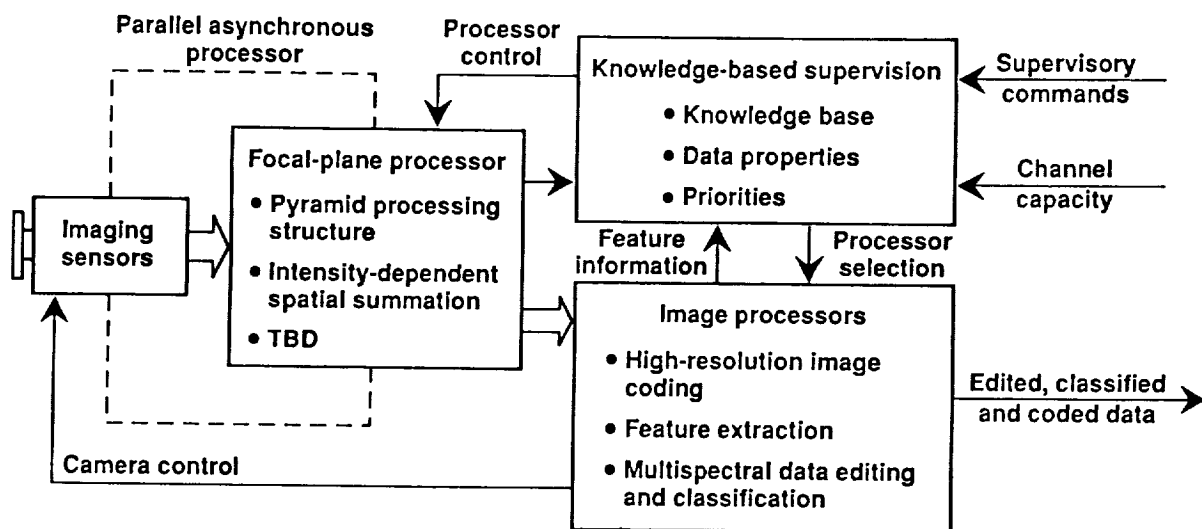 Parallel asynchronous
processor
Processor
control
Knowledge-based supervision
• Knowledge base
• Data properties
• Priorities
Supervisory
commands
Channel
capacity
Focal-plane processor
• Pyramid processing
structure
• Intensity-dependent
spatial summation
• TBD
Imaging
sensors
Feature
information
Processor
selection
Image processors
• High-resolution image
coding
• Feature extraction
• Multispectral data editing
and classification
Edited, classified
and coded data
Camera control